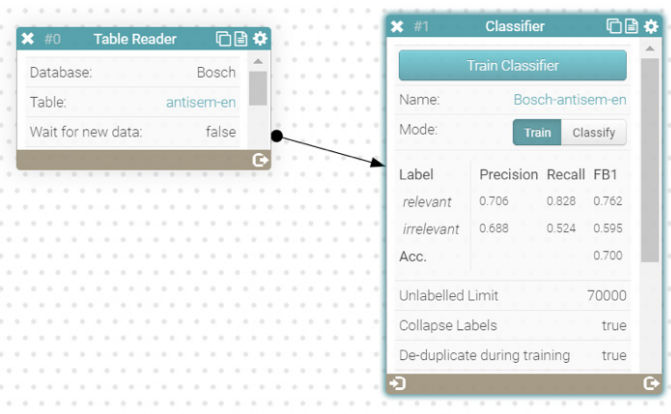 #0 Table Reader
Database: Bosch
Table: antisem-en
Wait for new data: false
#1 Classifier
Train Classifier
Name: Bosch-antisem-en
Mode: Train Classify
Label Precision Recall FB1
relevant 0.706 0.828 0.762
irrelevant 0.688 0.524 0.595
Acc. 0.700
Unlabelled Limit 70000
Collapse Labels true
De-duplicate during training true